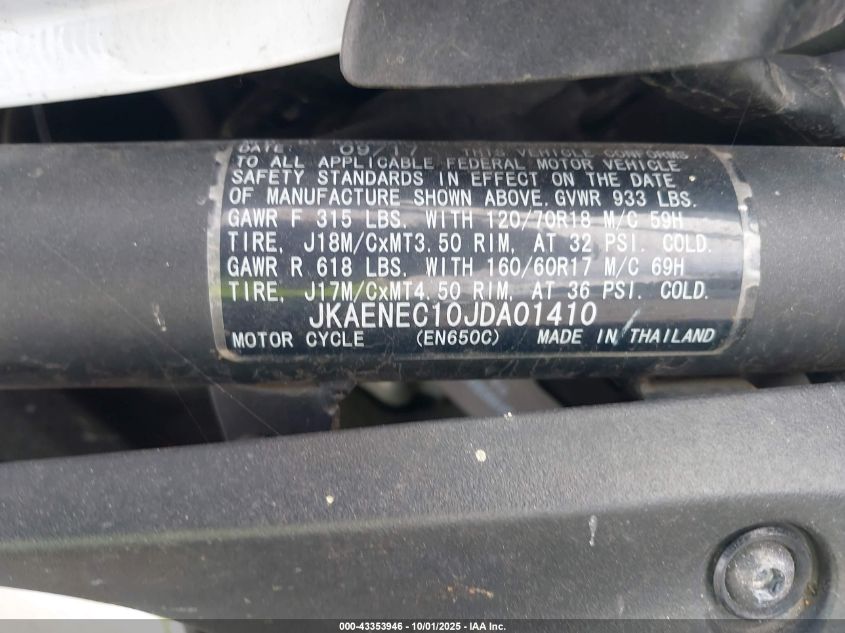 DATE: 09/17 THIS VEHICLE CONFORMS
TO ALL APPLICABLE FEDERAL MOTOR VEHICLE
SAFETY STANDARDS IN EFFECT ON THE DATE
OF MANUFACTURE SHOWN ABOVE. GVWR 933 LBS.
GAWR F 315 LBS. WITH 120/70R18 M/C 59H
TIRE, J18M/CxMT3.50 RIM, AT 32 PSI. COLD.
GAWR R 618 LBS. WITH 160/60R17 M/C 69H
TIRE, J17M/CxMT4.50 RIM, AT 36 PSI. COLD.
JKAENEC10JDA01410
MOTOR CYCLE (EN650C) MADE IN THAILAND
000-43353946 - 10/01/2025 - IAA Inc.